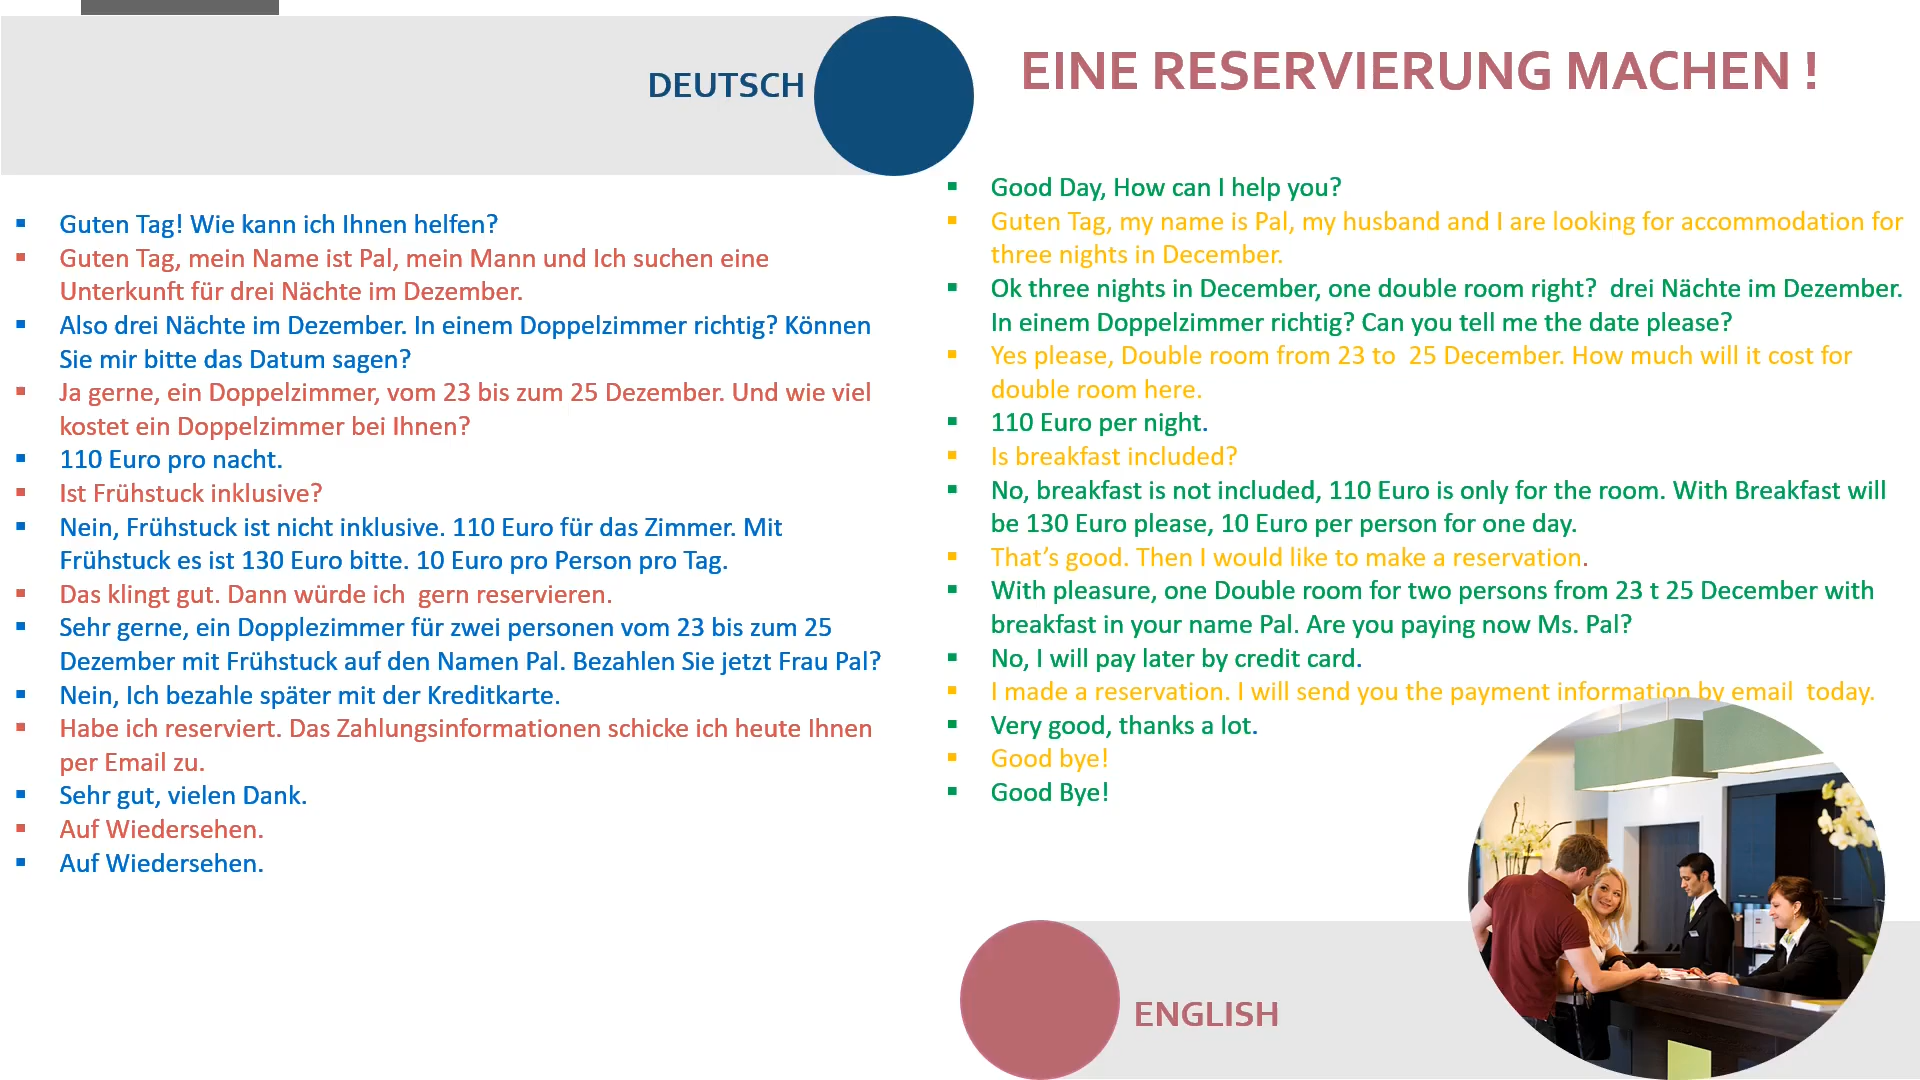 DEUTSCH
EINE RESERVIERUNG MACHEN !
Guten Tag! Wie kann ich Ihnen helfen?
Guten Tag, mein Name ist Pal, mein Mann und Ich suchen eine
Unterkunft für drei Nächte im Dezember.
Also drei Nächte im Dezember. In einem Doppelzimmer richtig? Können
Sie mir bitte das Datum sagen?
Ja gerne, ein Doppelzimmer, vom 23 bis zum 25 Dezember. Und wie viel
kostet ein Doppelzimmer bei Ihnen?
110 Euro pro nacht.
Ist Frühstuck inklusive?
Nein, Frühstuck ist nicht inklusive. 110 Euro für das Zimmer. Mit
Frühstuck es ist 130 Euro bitte. 10 Euro pro Person pro Tag.
Das klingt gut. Dann würde ich  gern reservieren.
Sehr gerne, ein Dopplezimmer für zwei personen vom 23 bis zum 25
Dezember mit Frühstuck auf den Namen Pal. Bezahlen Sie jetzt Frau Pal?
Nein, Ich bezahle später mit der Kreditkarte.
Habe ich reserviert. Das Zahlungsinformationen schicke ich heute Ihnen
per Email zu.
Sehr gut, vielen Dank.
Auf Wiedersehen.
Auf Wiedersehen.
Good Day, How can I help you?
Guten Tag, my name is Pal, my husband and I are looking for accommodation for
three nights in December.
Ok three nights in December, one double room right?  drei Nächte im Dezember.
In einem Doppelzimmer richtig? Can you tell me the date please?
Yes please, Double room from 23 to  25 December. How much will it cost for
double room here.
110 Euro per night.
Is breakfast included?
No, breakfast is not included, 110 Euro is only for the room. With Breakfast will
be 130 Euro please, 10 Euro per person for one day.
That's good. Then I would like to make a reservation.
With pleasure, one Double room for two persons from 23 t 25 December with
breakfast in your name Pal. Are you paying now Ms. Pal?
No, I will pay later by credit card.
I made a reservation. I will send you the payment information by email  today.
Very good, thanks a lot.
Good bye!
Good Bye!
ENGLISH